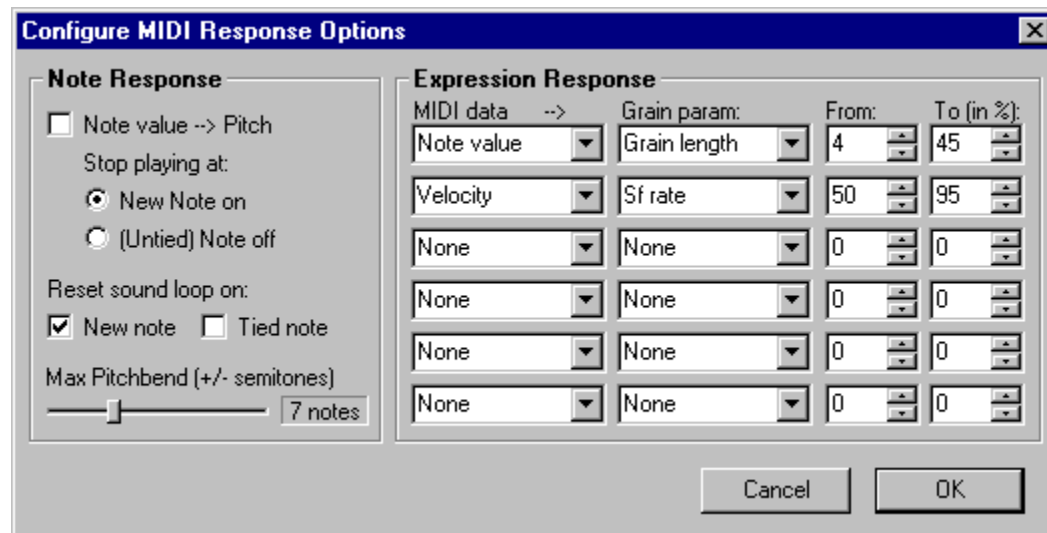 Configure MIDI Response Options
Note Response
Note value --> Pitch
Stop playing at:
New Note on
(Untied) Note off
Reset sound loop on:
New note Tied note
Max Pitchbend (+/- semitones)
7 notes
Expression Response
MIDI data --> Grain param: From: To (in %):
Note value Grain length 4 45
Velocity Sf rate 50 95
None None 0 0
None None 0 0
None None 0 0
None None 0 0
Cancel OK